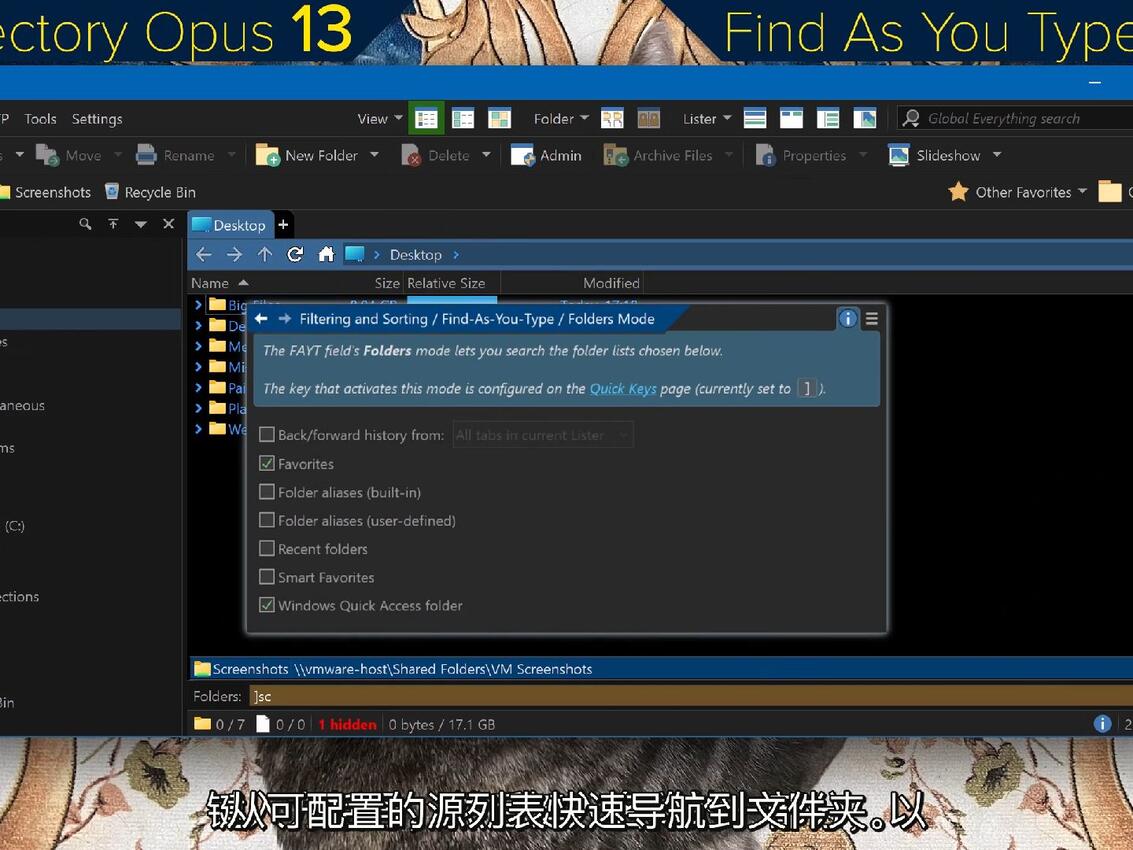 ectory Opus 13
Find As You Type
P Tools Settings View Folder Lister Global Everything search
s Move Rename New Folder Delete Admin Archive Files Properties Slideshow
Screenshots Recycle Bin Other Favorites
Desktop +
Desktop
Name Size Relative Size Modified
Big Files
De
Me
Mi
Pai
Pla
We
es
aneous
ms
(C:)
ections
Bin
Filtering and Sorting / Find-As-You-Type / Folders Mode
The FAYT field's Folders mode lets you search the folder lists chosen below.
The key that activates this mode is configured on the Quick Keys page (currently set to ] ).
Back/forward history from: All tabs in current Lister
Favorites
Folder aliases (built-in)
Folder aliases (user-defined)
Recent folders
Smart Favorites
Windows Quick Access folder
Screenshots \\vmware-host\Shared Folders\VM Screenshots
Folders: ]sc
0 / 7 0 / 0 1 hidden 0 bytes / 17.1 GB 2
键从可配置的源列表快速导航到文件夹。以